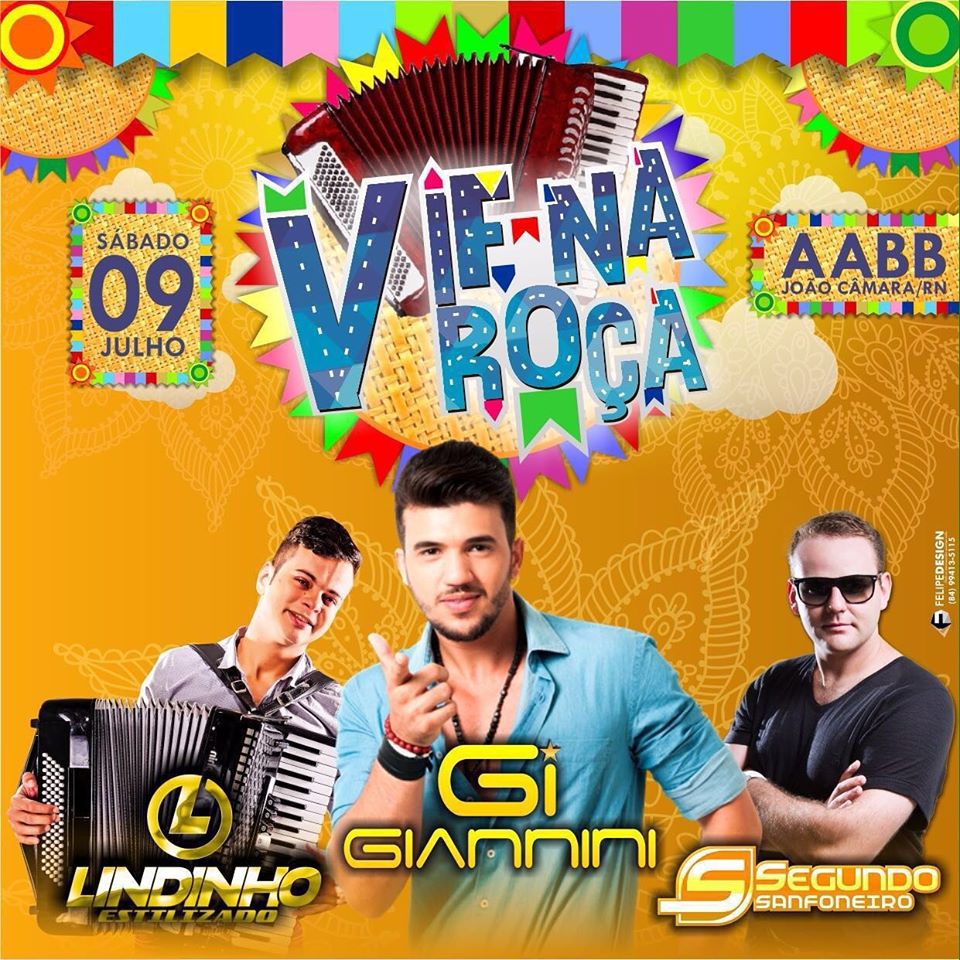 SÁBADO
09
JULHO
VIE-NA
ROÇA
AABB
JOÃO CÂMARA/RN
FELIPEDESIGN
(84) 99413-5115
L
LINDINHO
ESTILIZADO
Gi
GIANNINI
S
SEGUNDO
SANFONEIRO